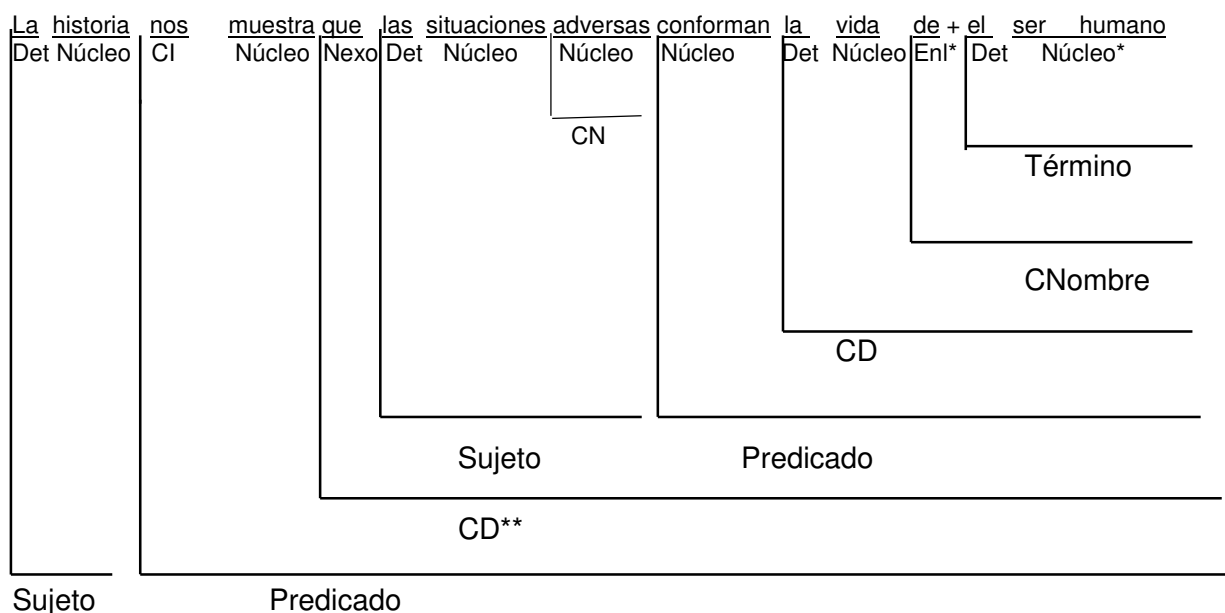 La historia nos muestra que las situaciones adversas conforman la vida de + el ser humano
Det Núcleo CI Núcleo Nexo Det Núcleo Núcleo Núcleo Det Núcleo Enl* Det Núcleo*
CN
Término
CNombre
CD
Sujeto Predicado
CD**
Sujeto Predicado